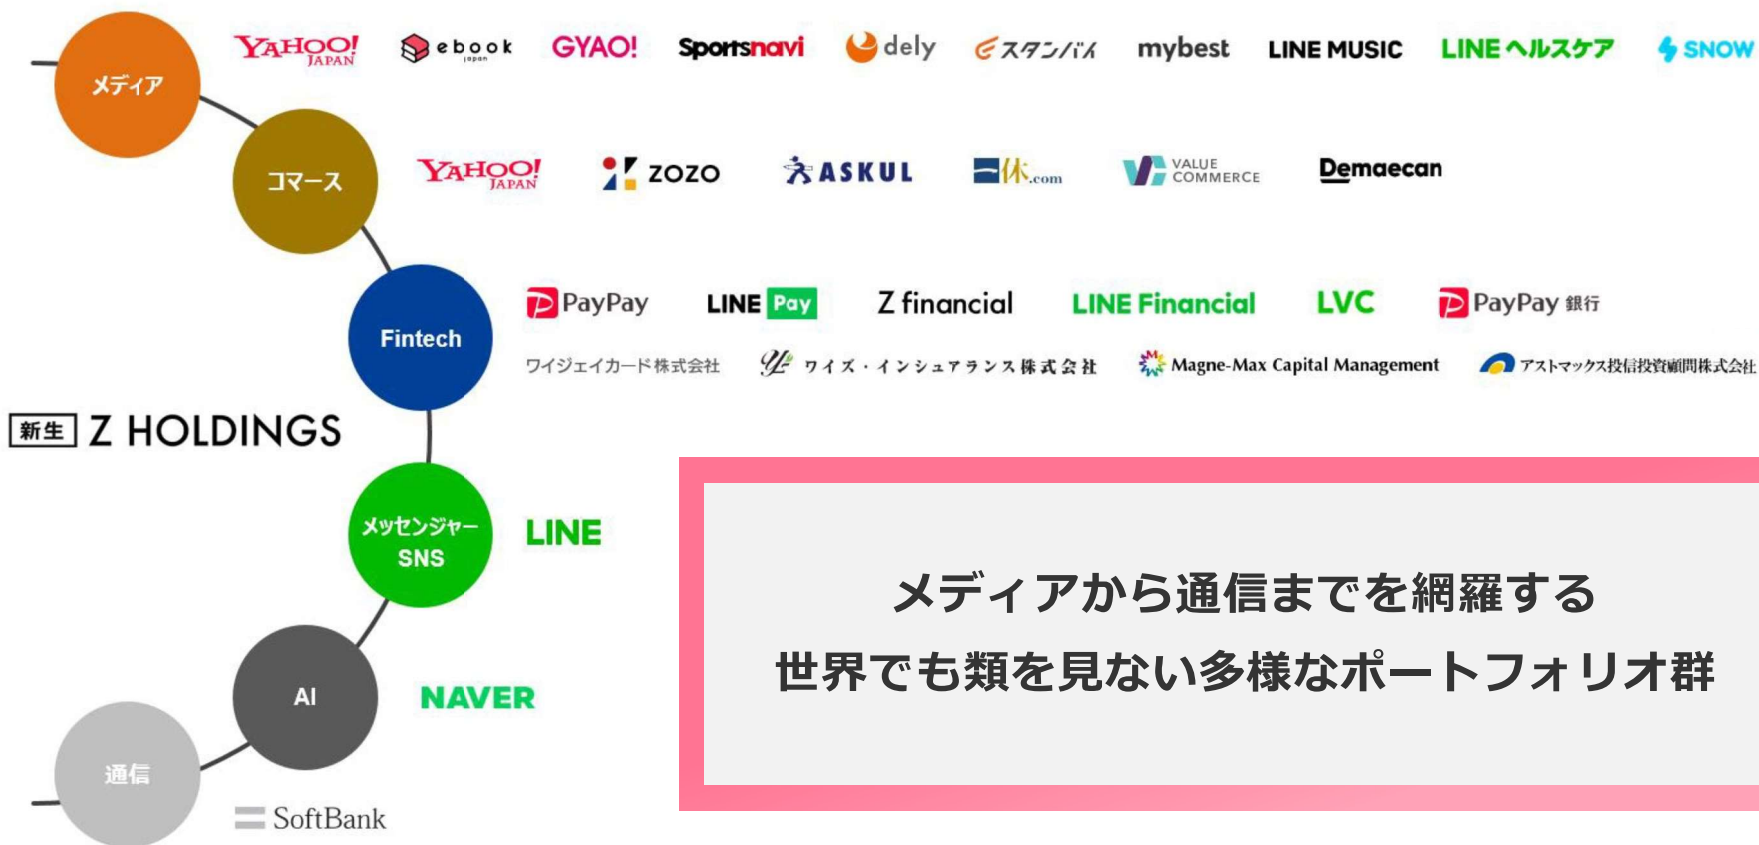 メディア
YAHOO! JAPAN
ebook japan
GYAO!
Sportsnavi
dely
スタンバイ
mybest
LINE MUSIC
LINE ヘルスケア
SNOW
コマース
YAHOO! JAPAN
ZOZO
ASKUL
一休.com
VALUE COMMERCE
Demaecan
Fintech
PayPay
LINE Pay
Z financial
LINE Financial
LVC
PayPay 銀行
ワイジェイカード株式会社
ワイズ・インシュアランス株式会社
Magne-Max Capital Management
アストマックス投信投資顧問株式会社
新生 Z HOLDINGS
メッセンジャー
SNS
LINE
メディアから通信までを網羅する
世界でも類を見ない多様なポートフォリオ群
AI
NAVER
通信
SoftBank